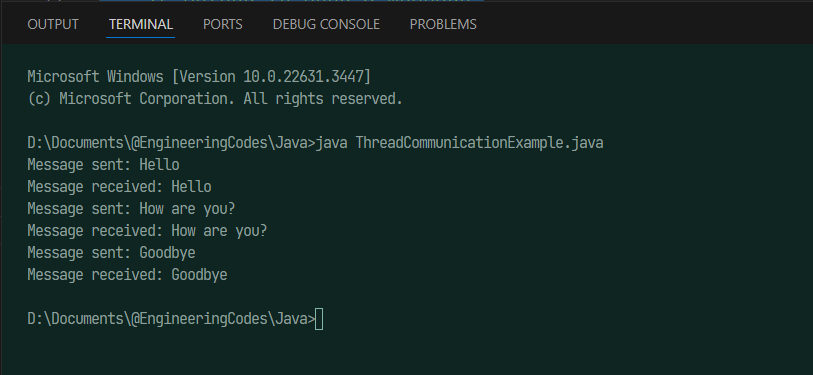 OUTPUT TERMINAL PORTS DEBUG CONSOLE PROBLEMS
Microsoft Windows [Version 10.0.22631.3447]
(c) Microsoft Corporation. All rights reserved.
D:\Documents\@EngineeringCodes\Java>java ThreadCommunicationExample.java
Message sent: Hello
Message received: Hello
Message sent: How are you?
Message received: How are you?
Message sent: Goodbye
Message received: Goodbye
D:\Documents\@EngineeringCodes\Java>